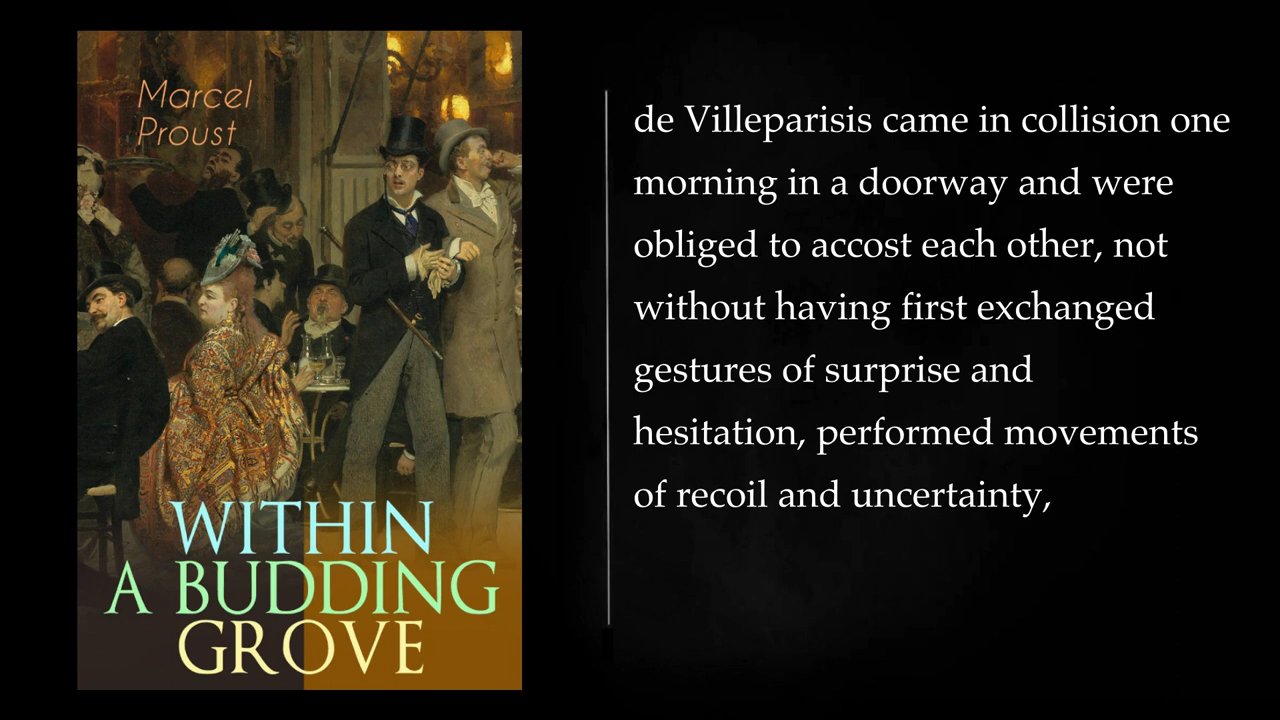 Marcel
Proust
WITHIN
A BUDDING
GROVE
de Villeparisis came in collision one
morning in a doorway and were
obliged to accost each other, not
without having first exchanged
gestures of surprise and
hesitation, performed movements
of recoil and uncertainty,